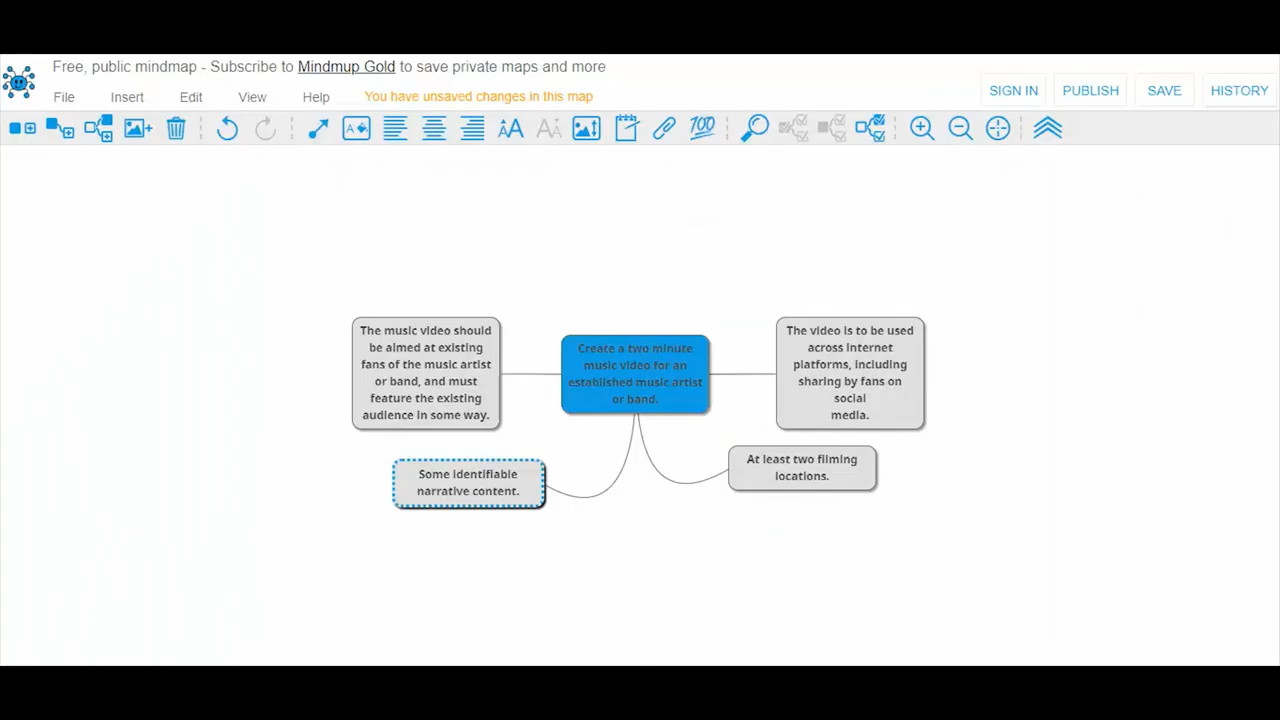 Free, public mindmap - Subscribe to Mindmup Gold to save private maps and more
File Insert Edit View Help You have unsaved changes in this map
SIGN IN PUBLISH SAVE HISTORY
100
The music video should
be aimed at existing
fans of the music artist
or band, and must
feature the existing
audience in some way.
Create a two minute
music video for an
established music artist
or band.
The video is to be used
across internet
platforms, including
sharing by fans on
social
media.
Some identifiable
narrative content.
At least two filming
locations.